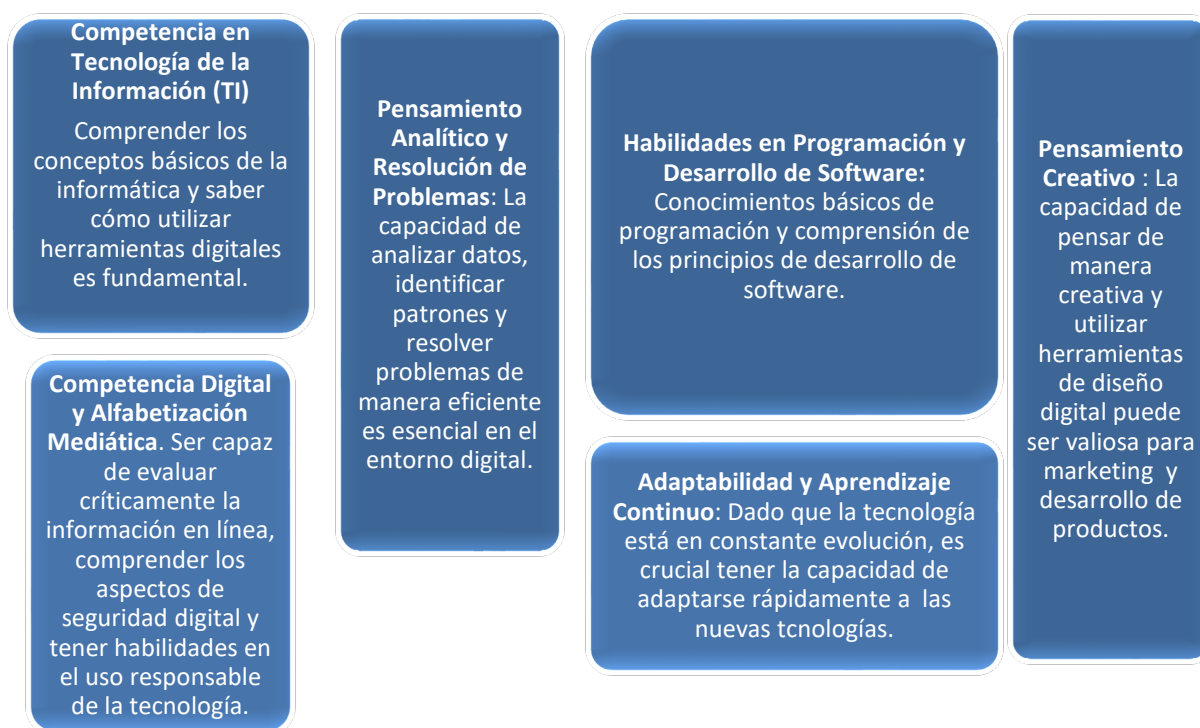 Competencia en
Tecnología de la
Información (TI)
Comprender los
conceptos básicos de la
informática y saber
cómo utilizar
herramientas digitales
es fundamental.
Competencia Digital
y Alfabetización
Mediática. Ser capaz
de evaluar
críticamente la
información en línea,
comprender los
aspectos de
seguridad digital y
tener habilidades en
el uso responsable
de la tecnología.
Pensamiento
Analítico y
Resolución de
Problemas: La
capacidad de
analizar datos,
identificar
patrones y
resolver
problemas de
manera eficiente
es esencial en el
entorno digital.
Habilidades en Programación y
Desarrollo de Software:
Conocimientos básicos de
programación y comprensión de
los principios de desarrollo de
software.
Adaptabilidad y Aprendizaje
Continuo: Dado que la tecnología
está en constante evolución, es
crucial tener la capacidad de
adaptarse rápidamente a  las
nuevas tcnologías.
Pensamiento
Creativo : La
capacidad de
pensar de
manera
creativa y
utilizar
herramientas
de diseño
digital puede
ser valiosa para
marketing  y
desarrollo de
productos.